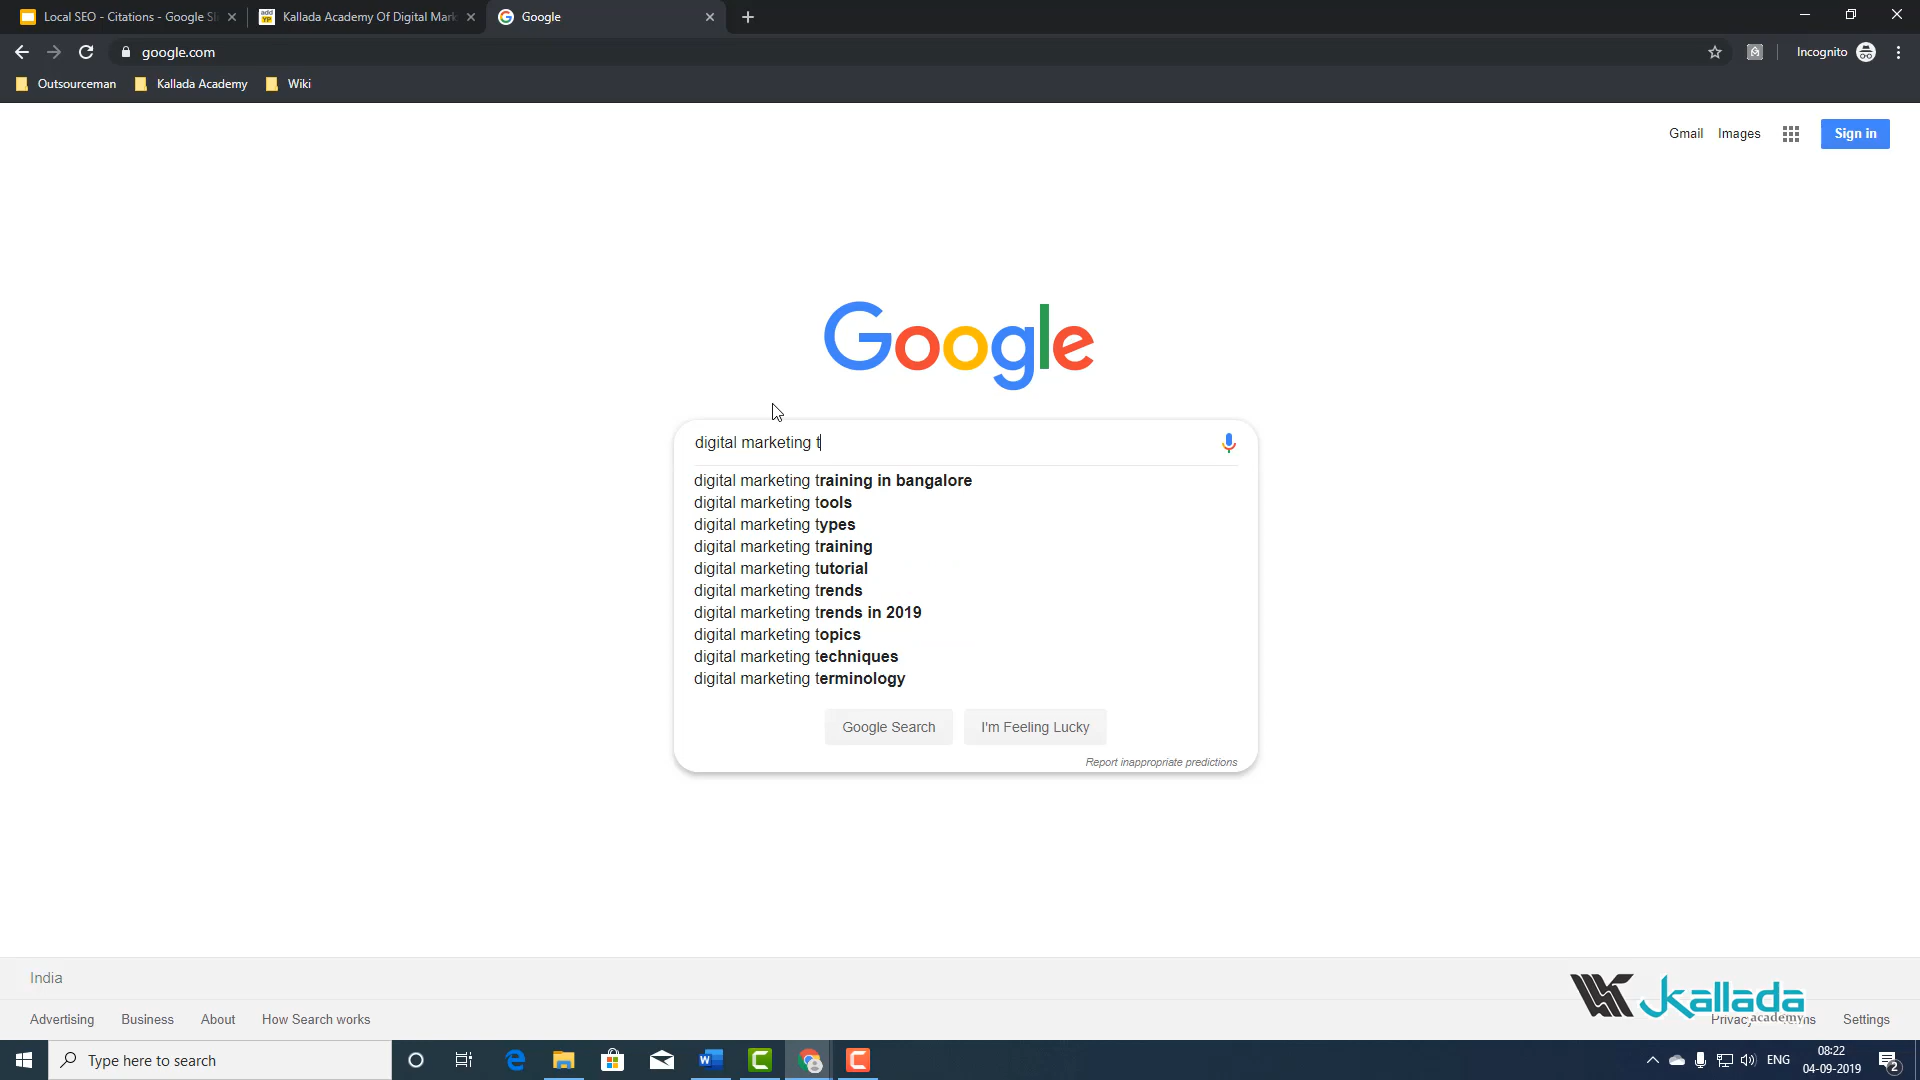 Local SEO - Citations - Google Sl
Kallada Academy Of Digital Mark
Google
google.com
Incognito
Outsourceman
Kallada Academy
Wiki
Gmail
Images
Sign in
Google
digital marketing t
digital marketing training in bangalore
digital marketing tools
digital marketing types
digital marketing training
digital marketing tutorial
digital marketing trends
digital marketing trends in 2019
digital marketing topics
digital marketing techniques
digital marketing terminology
Google Search
I'm Feeling Lucky
Report inappropriate predictions
India
kallada
academy
Advertising
Business
About
How Search works
Privacy
Settings
Type here to search
ENG
08:22
04-09-2019
2